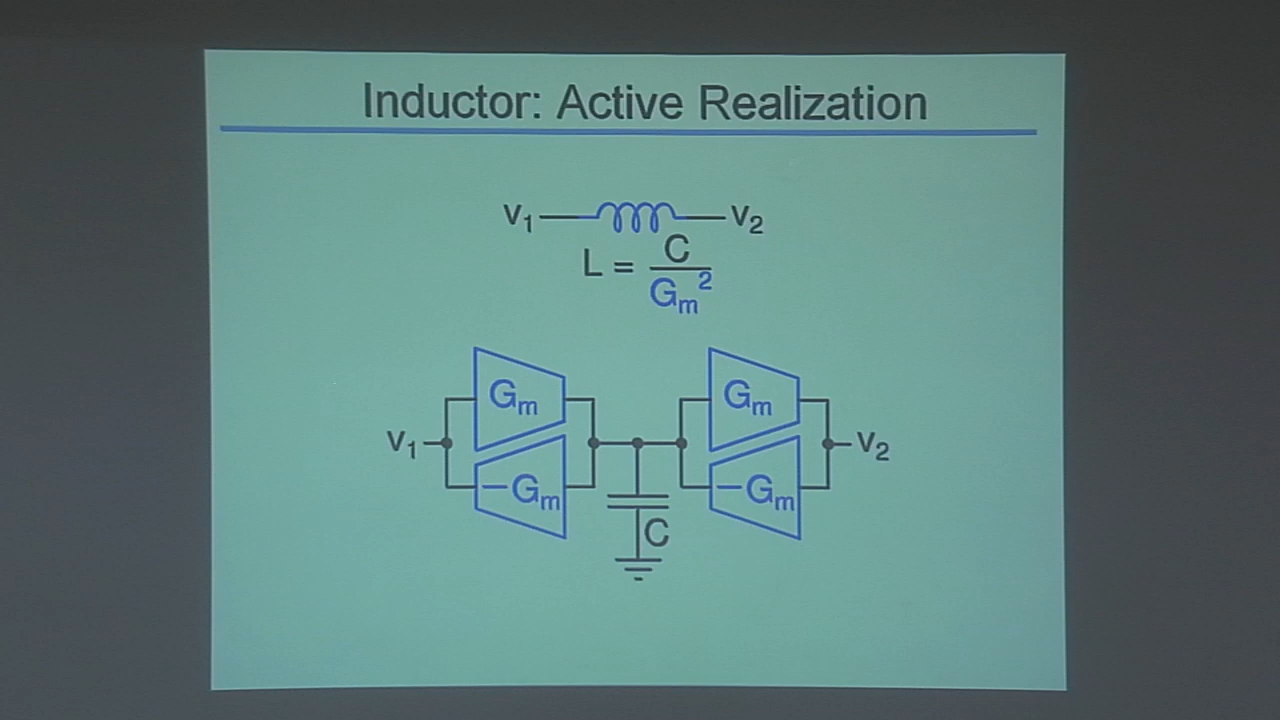 Inductor: Active Realization
V₁ V₂
L = C / Gₘ²
Gₘ Gₘ
V₁ V₂
−Gₘ −Gₘ
C